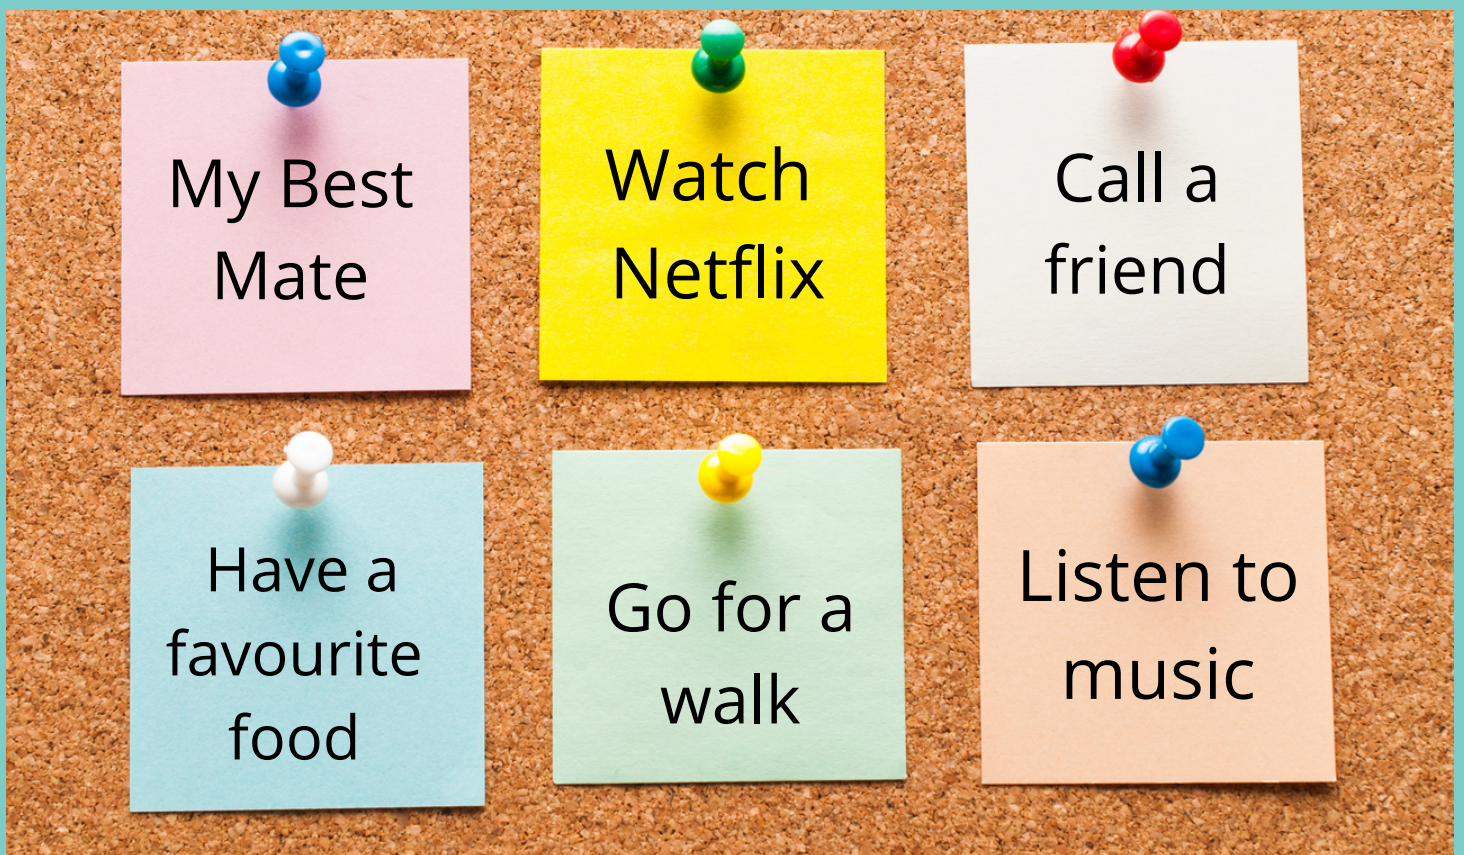 My Best
Mate
Watch
Netflix
Call a
friend
Have a
favourite
food
Go for a
walk
Listen to
music